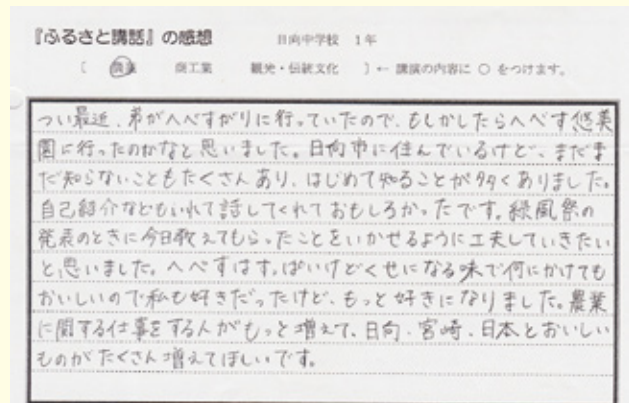 『ふるさと講話』の感想 日向中学校 1年
〔 農業 商工業 観光・伝統文化 〕← 講演の内容に ○ をつけます。
つい最近、弟がへべすがりに行っていたので、もしかしたらへべす悠美
園に行ったのかなと思いました。日向市に住んでいるけど、まだま
だ知らないこともたくさんあり、はじめて知ることが多くありました。
自己紹介などもいれて話してくれておもしろかったです。緑風祭の
発表のときに今日教えてもらったことをいかせるように工夫していきたい
と思いました。へべすはすっぱいけどくせになる味で何にかけても
おいしいので私も好きだったけど、もっと好きになりました。農業
に関する仕事をする人がもっと増えて、日向・宮崎・日本とおいしい
ものがたくさん増えてほしいです。